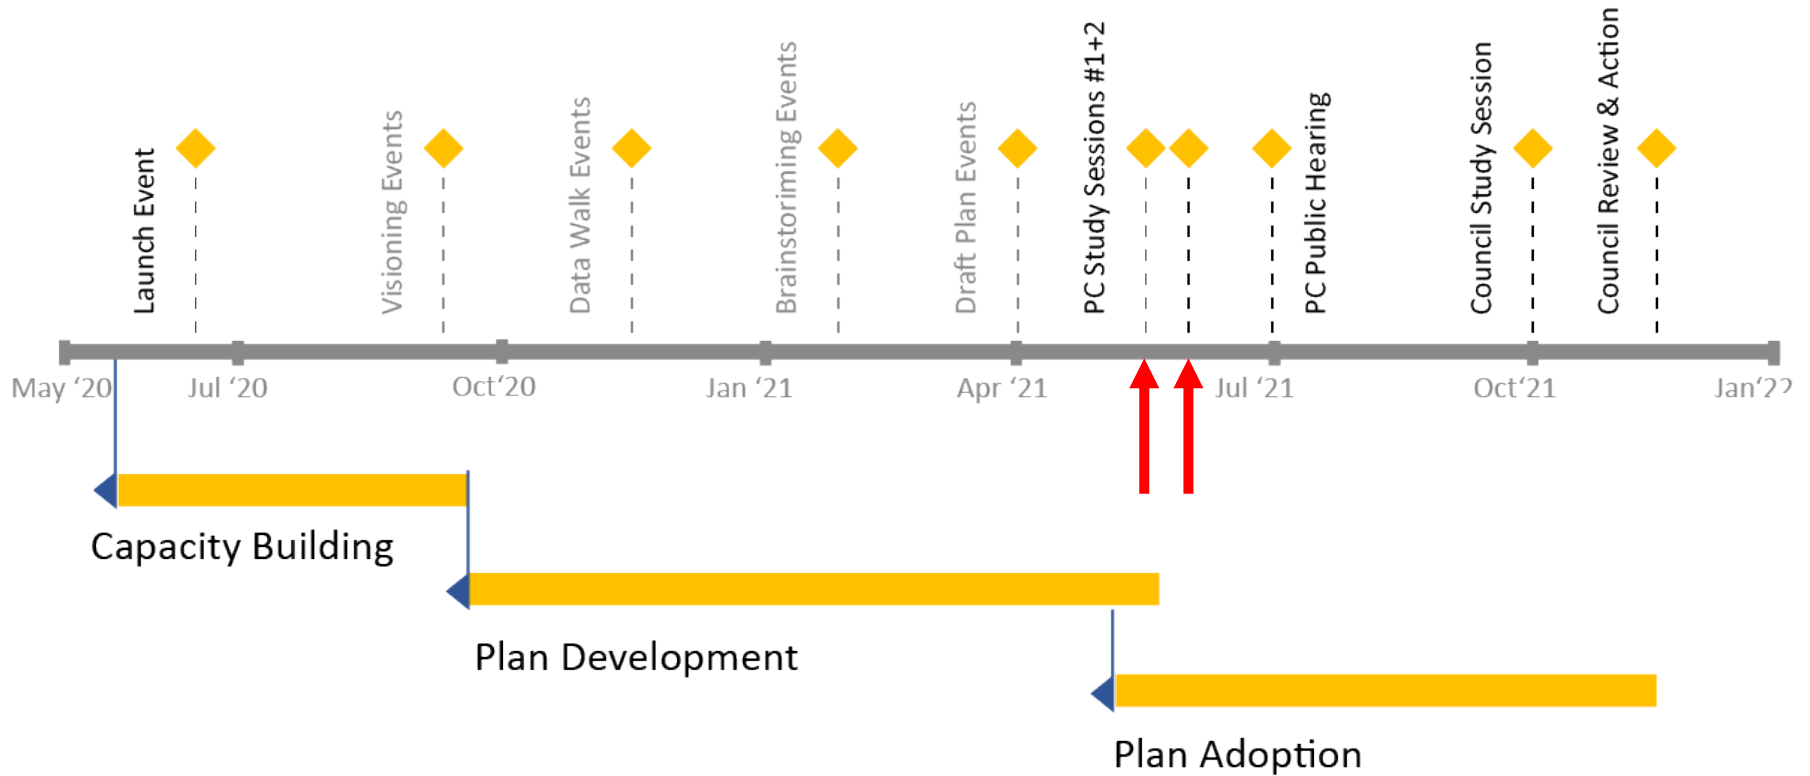 Launch Event
Visioning Events
Data Walk Events
Brainstoriming Events
Draft Plan Events
PC Study Sessions #1+2
PC Public Hearing
Council Study Session
Council Review & Action
May ‘20
Jul ‘20
Oct‘20
Jan ‘21
Apr ‘21
Jul ‘21
Oct‘21
Jan‘22
Capacity Building
Plan Development
Plan Adoption